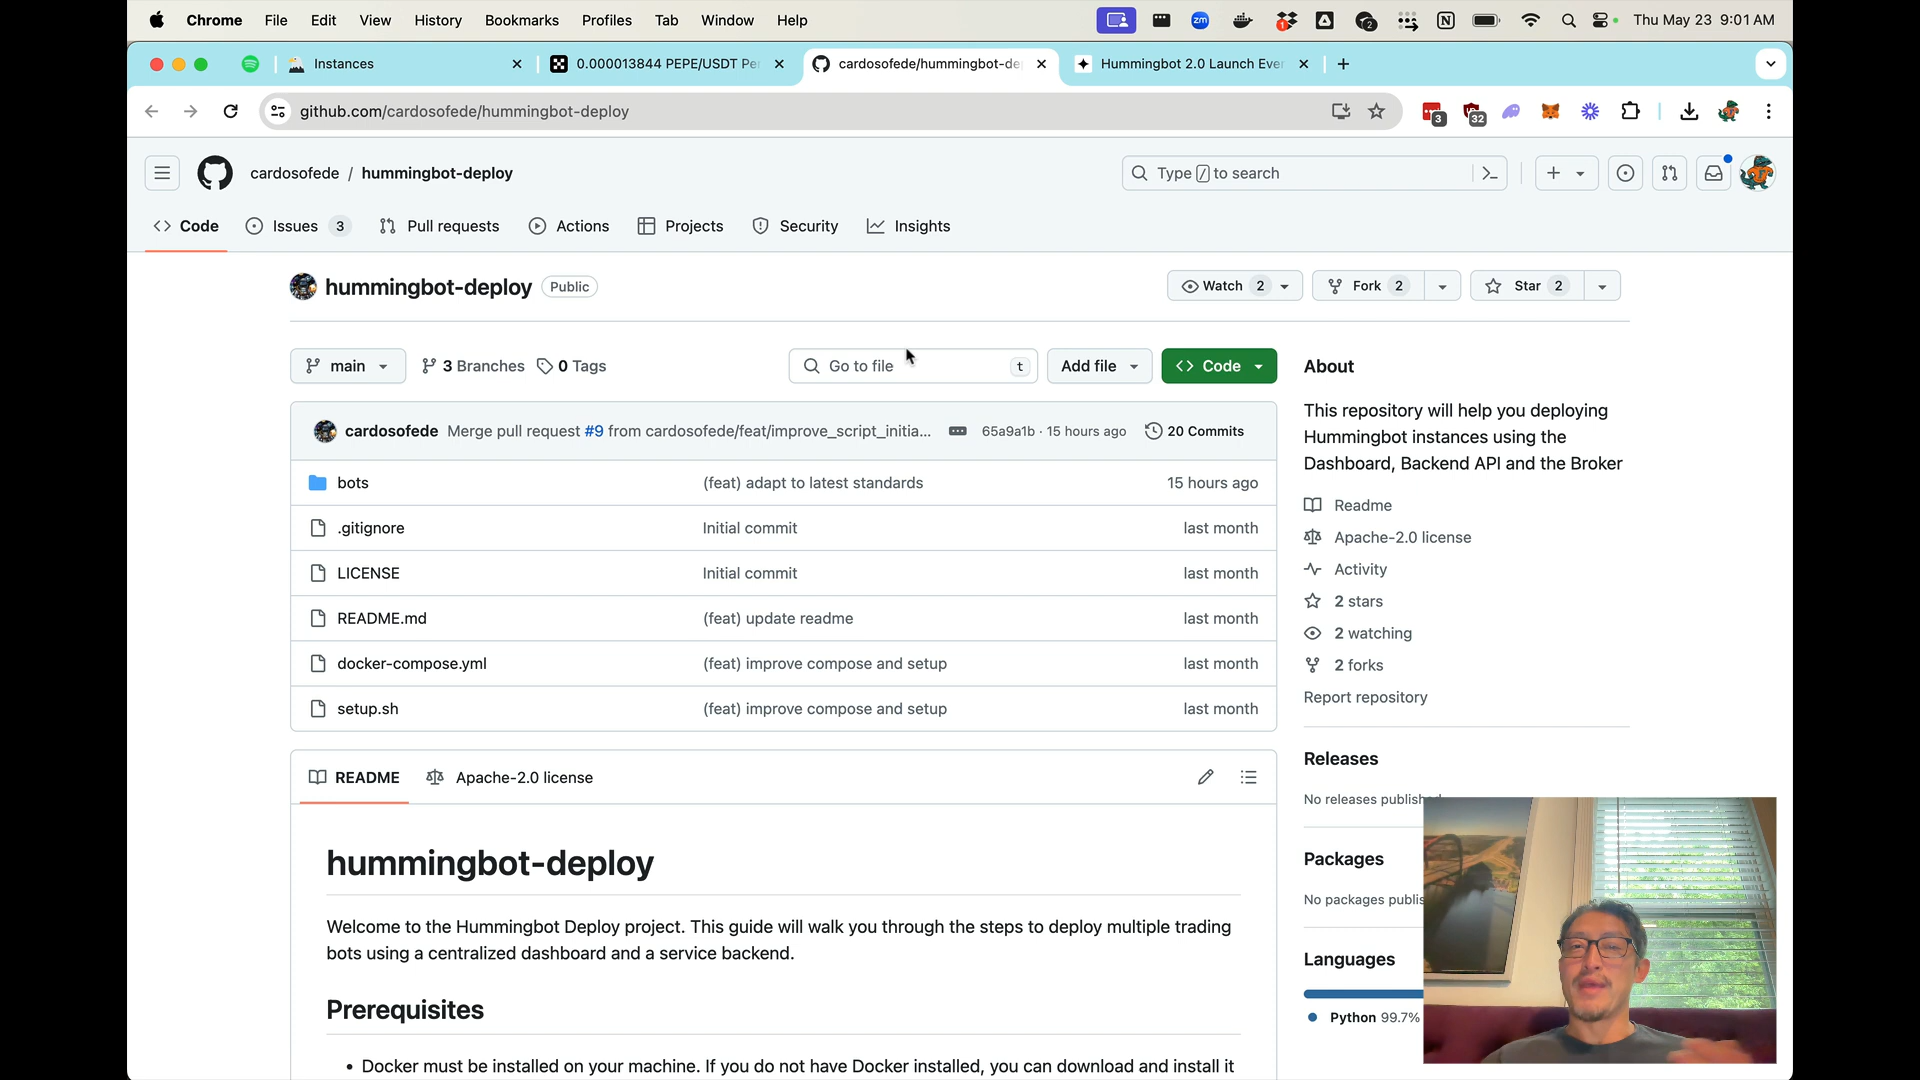 Chrome File Edit View History Bookmarks Profiles Tab Window Help
zm 1 2 N Thu May 23 9:01 AM
Instances
0.000013844 PEPE/USDT Pe
cardosofede/hummingbot-de
Hummingbot 2.0 Launch Eve
github.com/cardosofede/hummingbot-deploy
3 32
cardosofede / hummingbot-deploy
Type / to search
Code
Issues 3
Pull requests
Actions
Projects
Security
Insights
hummingbot-deploy Public
Watch 2
Fork 2
Star 2
main
3 Branches
0 Tags
Go to file t
Add file
Code
cardosofede Merge pull request #9 from cardosofede/feat/improve_script_initia... 65a9a1b · 15 hours ago 20 Commits
bots (feat) adapt to latest standards 15 hours ago
.gitignore Initial commit last month
LICENSE Initial commit last month
README.md (feat) update readme last month
docker-compose.yml (feat) improve compose and setup last month
setup.sh (feat) improve compose and setup last month
README
Apache-2.0 license
hummingbot-deploy
Welcome to the Hummingbot Deploy project. This guide will walk you through the steps to deploy multiple trading
bots using a centralized dashboard and a service backend.
Prerequisites
• Docker must be installed on your machine. If you do not have Docker installed, you can download and install it
About
This repository will help you deploying
Hummingbot instances using the
Dashboard, Backend API and the Broker
Readme
Apache-2.0 license
Activity
2 stars
2 watching
2 forks
Report repository
Releases
No releases published
Packages
No packages publis
Languages
Python 99.7%